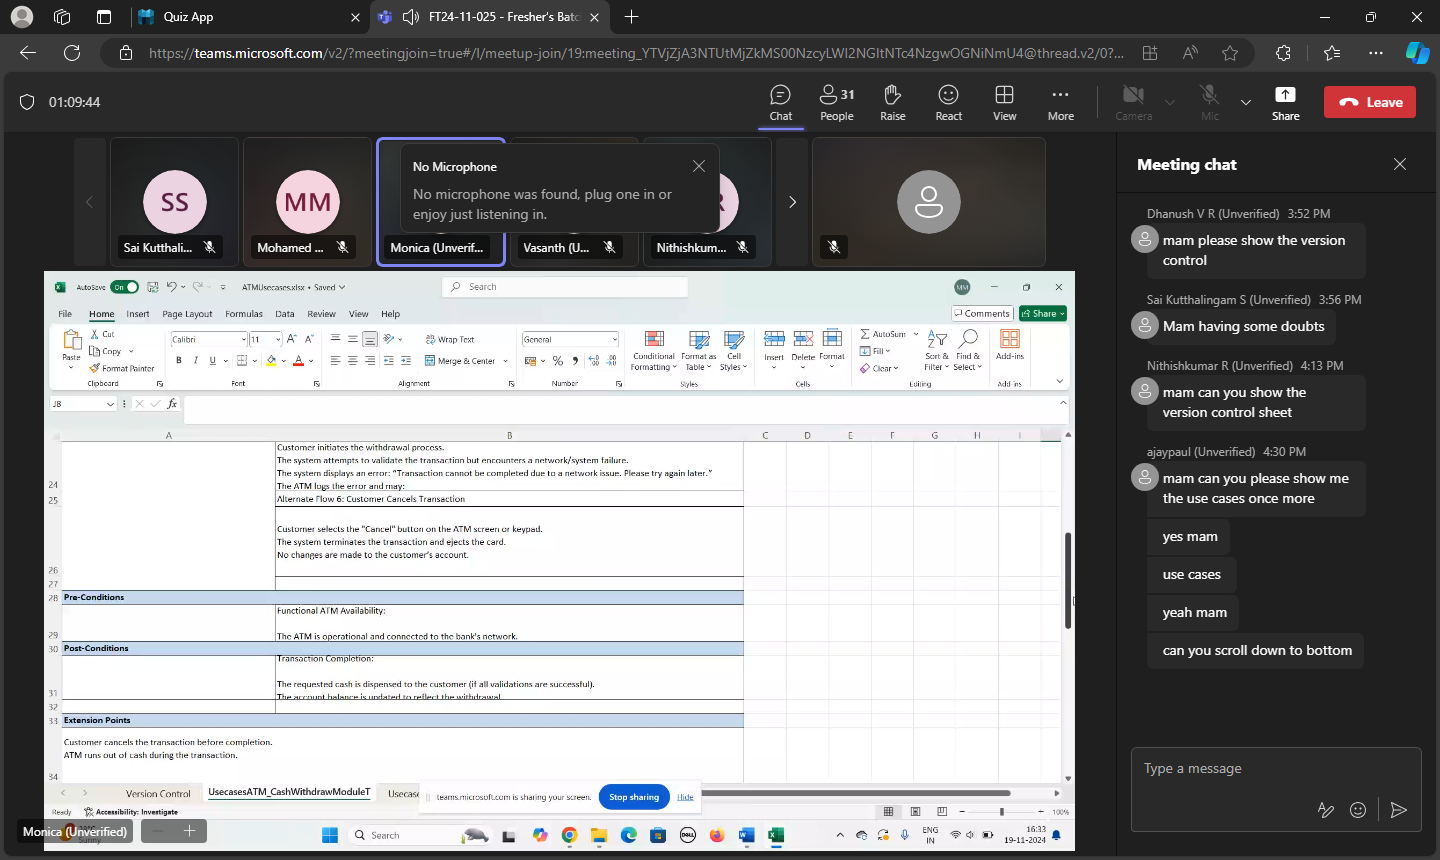 Quiz App
FT24-11-025 - Fresher's Batc
https://teams.microsoft.com/v2/?meetingjoin=true#/l/meetup-join/19:meeting_YTVjZjA3NTUtMjZkMS00NzcyLWI2NGItNTc4NzgwOGNiNmU4@thread.v2/0?...
01:09:44
Chat
31
People
Raise
React
View
More
Camera
Mic
Share
Leave
SS
Sai Kutthali...
MM
Mohamed ...
Monica (Unverif...
Vasanth (U...
Nithishkum...
No Microphone
No microphone was found, plug one in or
enjoy just listening in.
AutoSave On
ATMUsecases.xlsx • Saved
Search
MM
File Home Insert Page Layout Formulas Data Review View Help
Comments
Share
Paste
Cut
Copy
Format Painter
Clipboard
Calibri
11
B I U
Font
Wrap Text
Merge & Center
Alignment
General
Number
Conditional Formatting
Format as Table
Cell Styles
Styles
Insert
Delete
Format
Cells
AutoSum
Fill
Clear
Sort & Filter
Find & Select
Editing
Add-ins
Add-ins
J8
fx
A B C D E F G H I
Customer initiates the withdrawal process.
The system attempts to validate the transaction but encounters a network/system failure.
The system displays an error: "Transaction cannot be completed due to a network issue. Please try again later."
24 The ATM logs the error and may:
25 Alternate Flow 6: Customer Cancels Transaction
Customer selects the "Cancel" button on the ATM screen or keypad.
The system terminates the transaction and ejects the card.
No changes are made to the customer's account.
26
27
28 Pre-Conditions
Functional ATM Availability:
29 The ATM is operational and connected to the bank's network.
30 Post-Conditions
Transaction Completion:
The requested cash is dispensed to the customer (if all validations are successful).
31 The account balance is updated to reflect the withdrawal
32
33 Extension Points
Customer cancels the transaction before completion.
ATM runs out of cash during the transaction.
34
Version Control
UsecasesATM_CashWithdrawModuleT
Usecase
teams.microsoft.com is sharing your screen.
Stop sharing
Hide
Ready
Accessibility: Investigate
100%
Monica (Unverified)
Sunny
Search
DELL
ENG
IN
16:33
19-11-2024
Meeting chat
Dhanush V R (Unverified) 3:52 PM
mam please show the version
control
Sai Kutthalingam S (Unverified) 3:56 PM
Mam having some doubts
Nithishkumar R (Unverified) 4:13 PM
mam can you show the
version control sheet
ajaypaul (Unverified) 4:30 PM
mam can you please show me
the use cases once more
yes mam
use cases
yeah mam
can you scroll down to bottom
Type a message